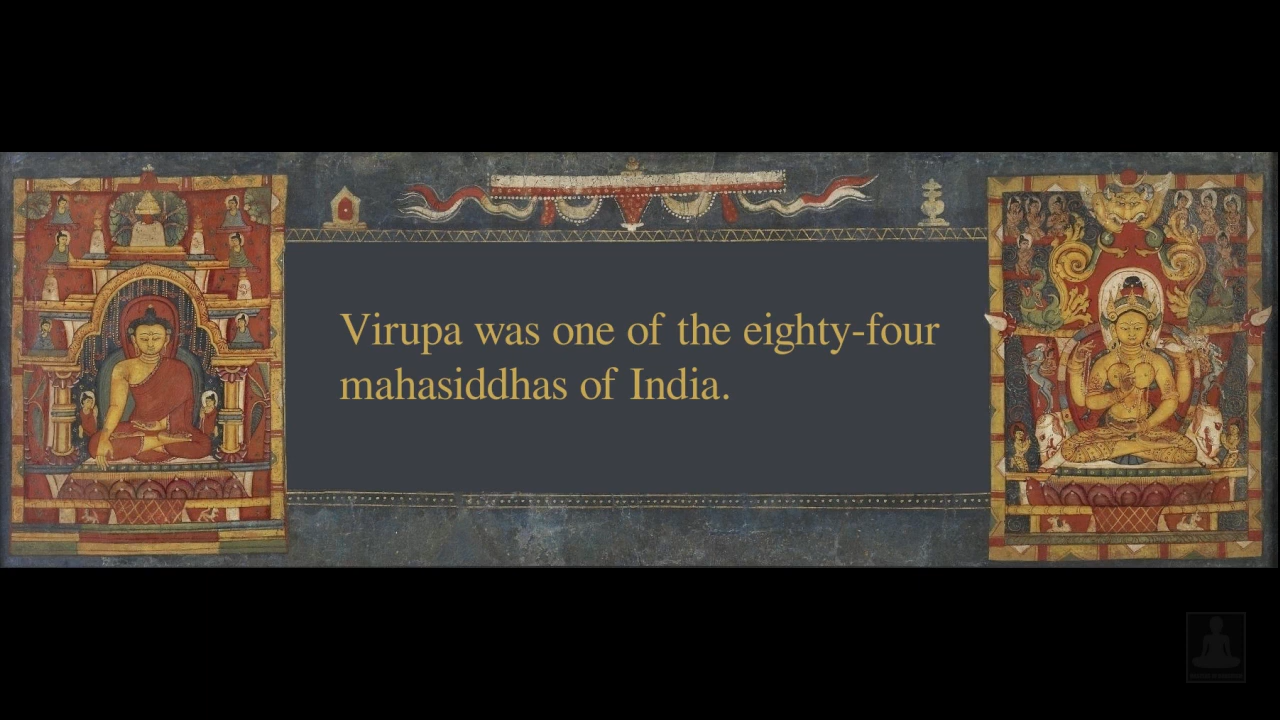 Virupa was one of the eighty-four
mahasiddhas of India.